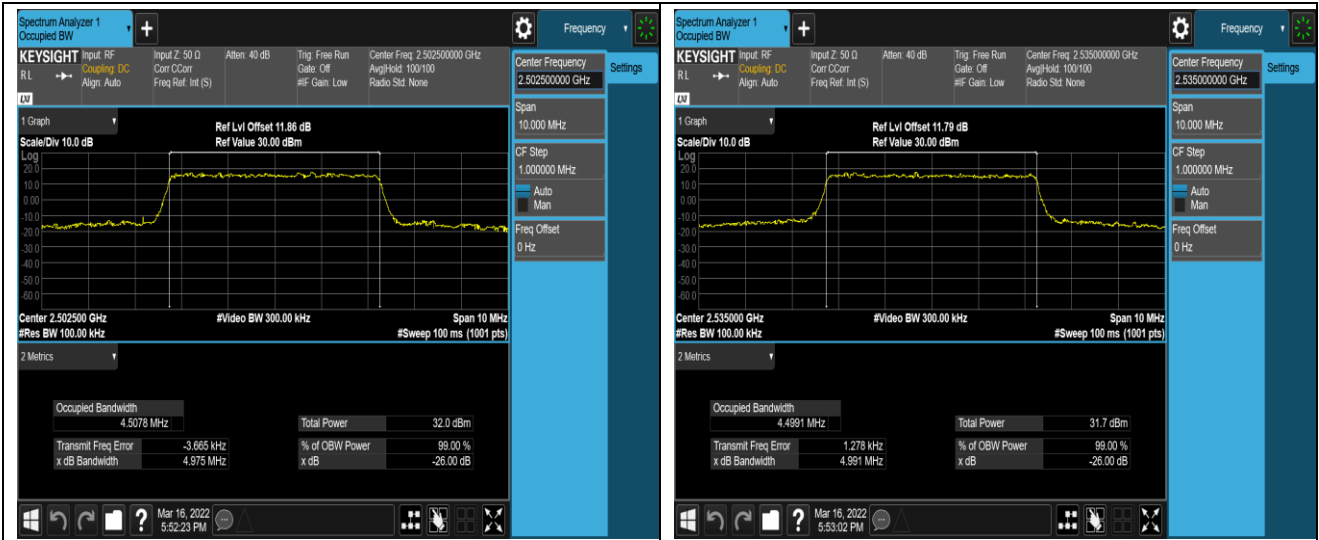 Spectrum Analyzer 1
Occupied BW
+
Frequency
KEYSIGHT Input: RF Input Z: 50 Ω Atten: 40 dB Trig: Free Run Center Freq: 2.502500000 GHz
RL Coupling: DC Corr CCorr Gate: Off Avg|Hold: 100/100
Align: Auto Freq Ref: Int (S) #IF Gain: Low Radio Std: None
LXI
Center Frequency
2.502500000 GHz
Settings
Span
10.000 MHz
CF Step
1.000000 MHz
Auto
Man
Freq Offset
0 Hz
1 Graph
Ref Lvl Offset 11.86 dB
Scale/Div 10.0 dB Ref Value 30.00 dBm
Log
20.0
10.0
0.00
-10.0
-20.0
-30.0
-40.0
-50.0
-60.0
Center 2.502500 GHz #Video BW 300.00 kHz Span 10 MHz
#Res BW 100.00 kHz #Sweep 100 ms (1001 pts)
2 Metrics
Occupied Bandwidth
4.5078 MHz Total Power 32.0 dBm
Transmit Freq Error -3.665 kHz % of OBW Power 99.00 %
x dB Bandwidth 4.975 MHz x dB -26.00 dB
? Mar 16, 2022
5:52:23 PM
Spectrum Analyzer 1
Occupied BW
+
Frequency
KEYSIGHT Input: RF Input Z: 50 Ω Atten: 40 dB Trig: Free Run Center Freq: 2.535000000 GHz
RL Coupling: DC Corr CCorr Gate: Off Avg|Hold: 100/100
Align: Auto Freq Ref: Int (S) #IF Gain: Low Radio Std: None
LXI
Center Frequency
2.535000000 GHz
Settings
Span
10.000 MHz
CF Step
1.000000 MHz
Auto
Man
Freq Offset
0 Hz
1 Graph
Ref Lvl Offset 11.79 dB
Scale/Div 10.0 dB Ref Value 30.00 dBm
Log
20.0
10.0
0.00
-10.0
-20.0
-30.0
-40.0
-50.0
-60.0
Center 2.535000 GHz #Video BW 300.00 kHz Span 10 MHz
#Res BW 100.00 kHz #Sweep 100 ms (1001 pts)
2 Metrics
Occupied Bandwidth
4.4991 MHz Total Power 31.7 dBm
Transmit Freq Error 1.278 kHz % of OBW Power 99.00 %
x dB Bandwidth 4.991 MHz x dB -26.00 dB
? Mar 16, 2022
5:53:02 PM